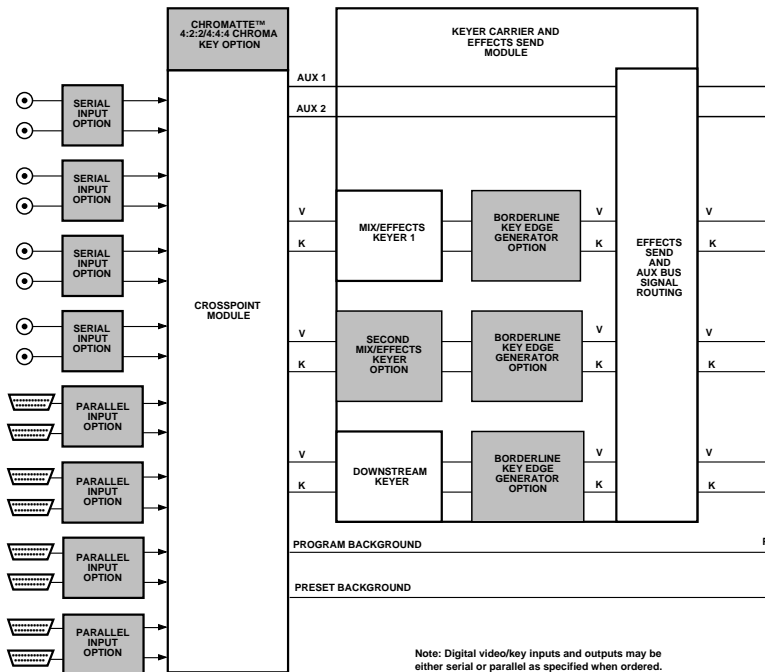 CHROMATTE™
4:2:2/4:4:4 CHROMA
KEY OPTION
KEYER CARRIER AND
EFFECTS SEND
MODULE
AUX 1
AUX 2
SERIAL
INPUT
OPTION
SERIAL
INPUT
OPTION
SERIAL
INPUT
OPTION
SERIAL
INPUT
OPTION
PARALLEL
INPUT
OPTION
PARALLEL
INPUT
OPTION
PARALLEL
INPUT
OPTION
PARALLEL
INPUT
OPTION
CROSSPOINT
MODULE
V
K
MIX/EFFECTS
KEYER 1
BORDERLINE
KEY EDGE
GENERATOR
OPTION
V
K
V
K
SECOND
MIX/EFFECTS
KEYER
OPTION
BORDERLINE
KEY EDGE
GENERATOR
OPTION
V
K
V
K
DOWNSTREAM
KEYER
BORDERLINE
KEY EDGE
GENERATOR
OPTION
V
K
EFFECTS
SEND
AND
AUX BUS
SIGNAL
ROUTING
V
K
V
K
V
K
PROGRAM BACKGROUND
PRESET BACKGROUND
Note: Digital video/key inputs and outputs may be
either serial or parallel as specified when ordered.